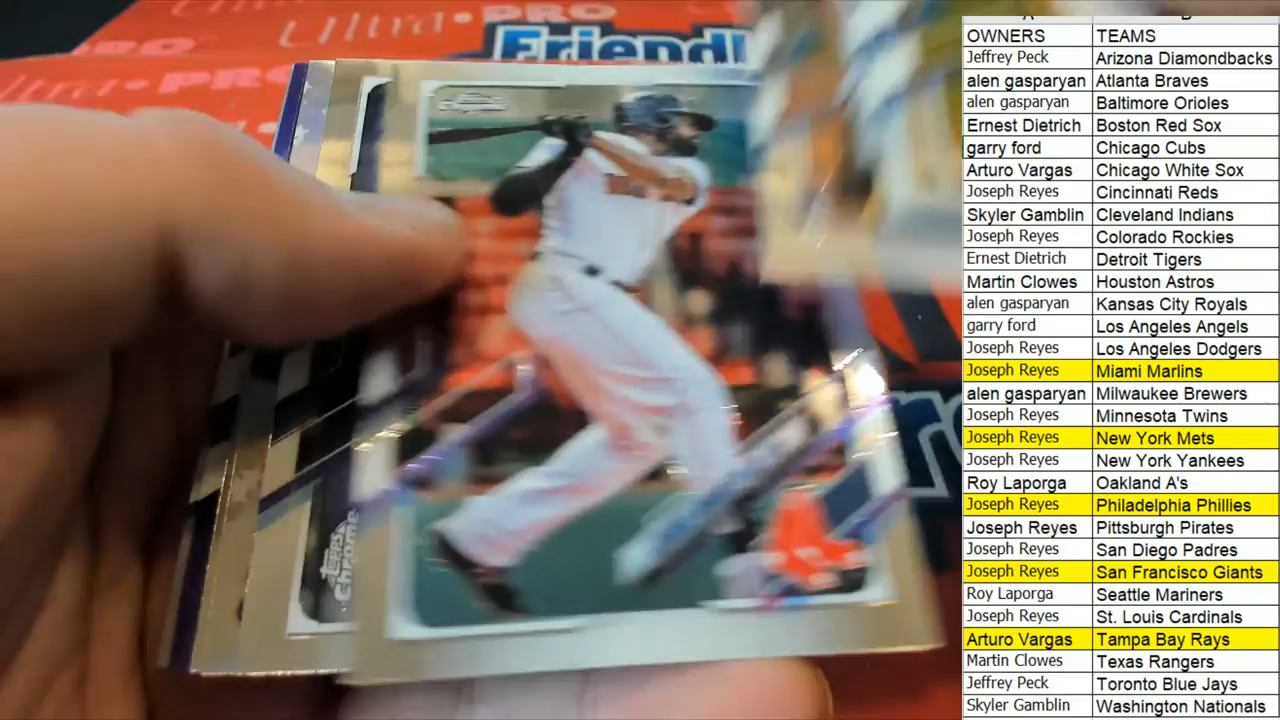 Ultra•PRO
Friendl
PRO
Ultra•PRO
Chrome
Topps
Chrome
OWNERS TEAMS
Jeffrey Peck Arizona Diamondbacks
alen gasparyan Atlanta Braves
alen gasparyan Baltimore Orioles
Ernest Dietrich Boston Red Sox
garry ford Chicago Cubs
Arturo Vargas Chicago White Sox
Joseph Reyes Cincinnati Reds
Skyler Gamblin Cleveland Indians
Joseph Reyes Colorado Rockies
Ernest Dietrich Detroit Tigers
Martin Clowes Houston Astros
alen gasparyan Kansas City Royals
garry ford Los Angeles Angels
Joseph Reyes Los Angeles Dodgers
Joseph Reyes Miami Marlins
alen gasparyan Milwaukee Brewers
Joseph Reyes Minnesota Twins
Joseph Reyes New York Mets
Joseph Reyes New York Yankees
Roy Laporga Oakland A's
Joseph Reyes Philadelphia Phillies
Joseph Reyes Pittsburgh Pirates
Joseph Reyes San Diego Padres
Joseph Reyes San Francisco Giants
Roy Laporga Seattle Mariners
Joseph Reyes St. Louis Cardinals
Arturo Vargas Tampa Bay Rays
Martin Clowes Texas Rangers
Jeffrey Peck Toronto Blue Jays
Skyler Gamblin Washington Nationals